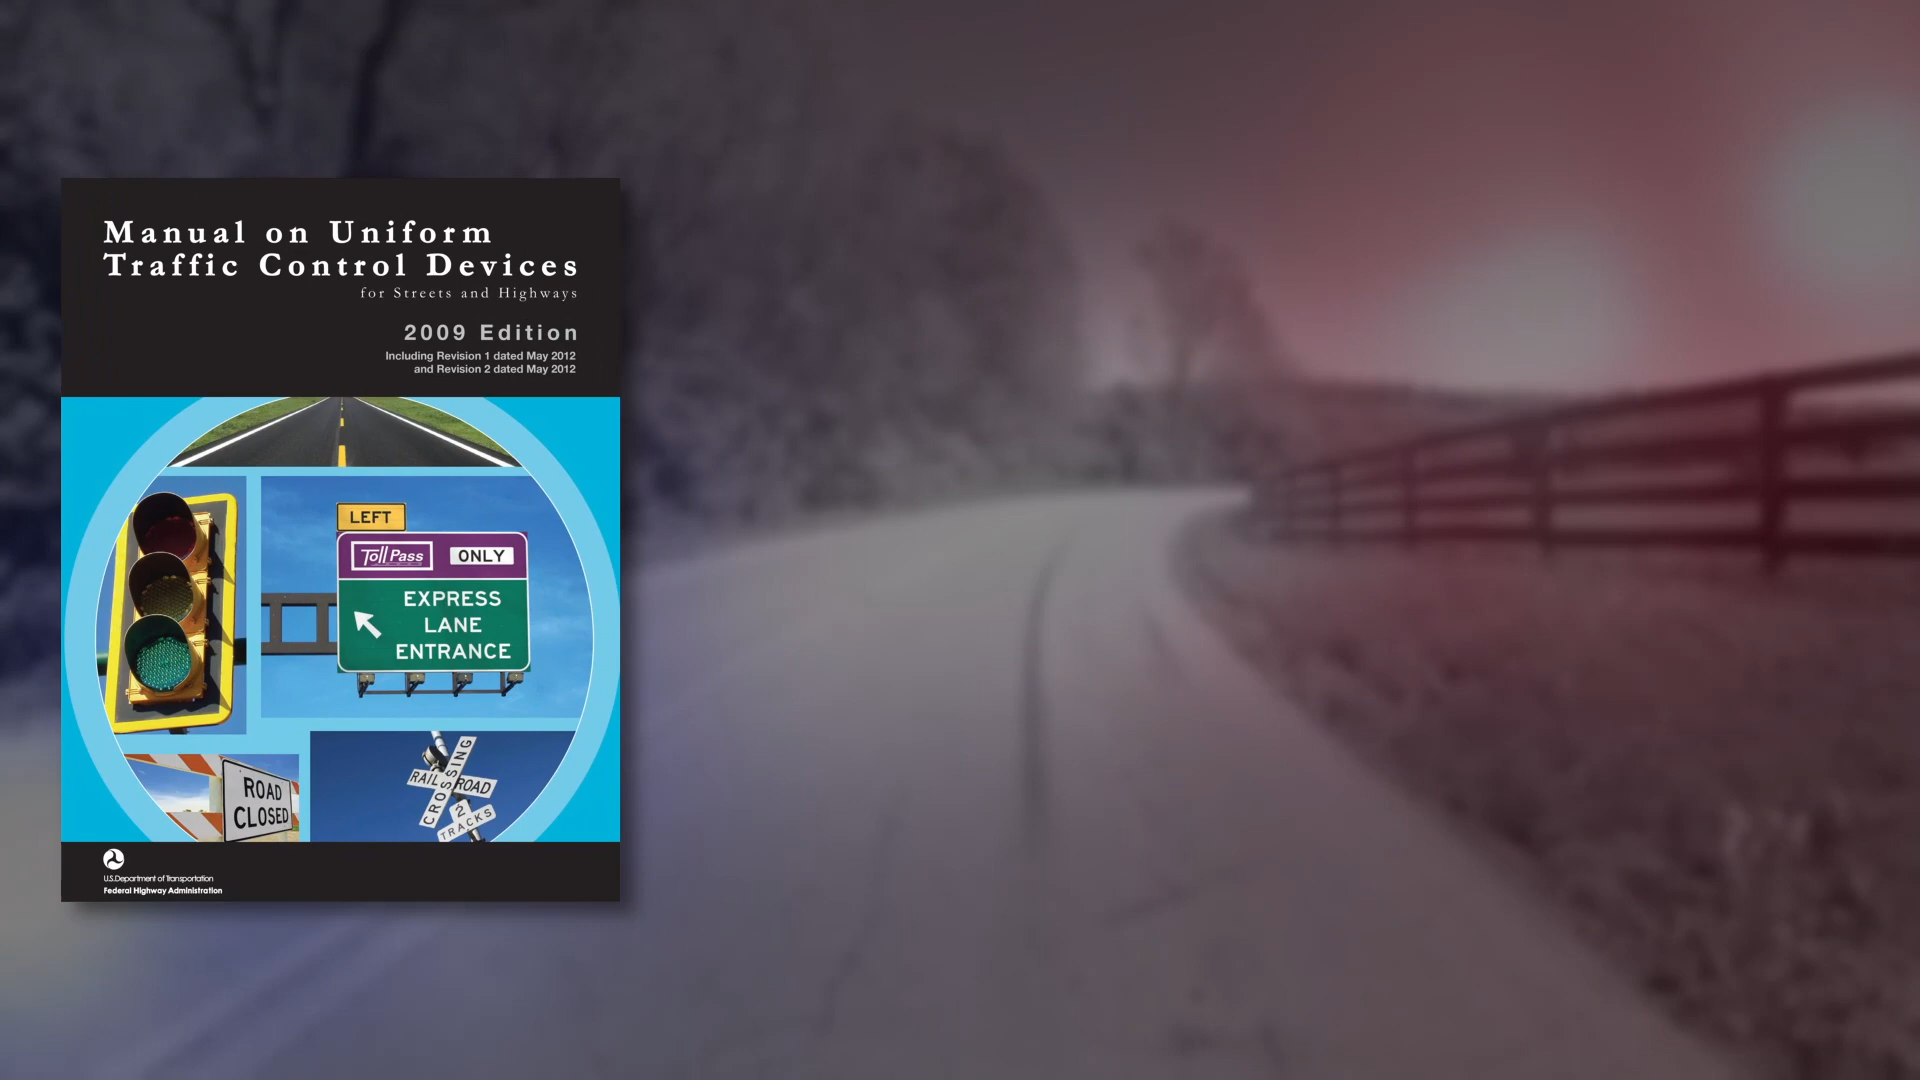 Manual on Uniform
Traffic Control Devices
for Streets and Highways
2009 Edition
Including Revision 1 dated May 2012
and Revision 2 dated May 2012
LEFT
Toll Pass ONLY
EXPRESS
LANE
ENTRANCE
ROAD
CLOSED
RAIL ROAD
CROSSING
2
TRACKS
U.S.Department of Transportation
Federal Highway Administration